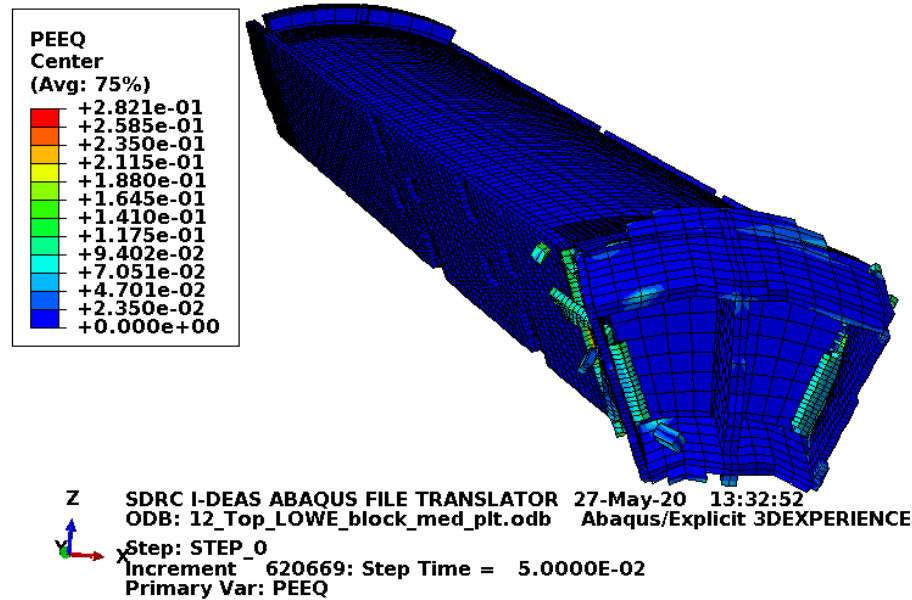 PEEQ
Center
(Avg: 75%)
+2.821e-01
+2.585e-01
+2.350e-01
+2.115e-01
+1.880e-01
+1.645e-01
+1.410e-01
+1.175e-01
+9.402e-02
+7.051e-02
+4.701e-02
+2.350e-02
+0.000e+00
Z
Y
X
SDRC I-DEAS ABAQUS FILE TRANSLATOR 27-May-20 13:32:52
ODB: 12_Top_LOWE_block_med_plt.odb Abaqus/Explicit 3DEXPERIENCE
Step: STEP_0
Increment 620669: Step Time = 5.0000E-02
Primary Var: PEEQ